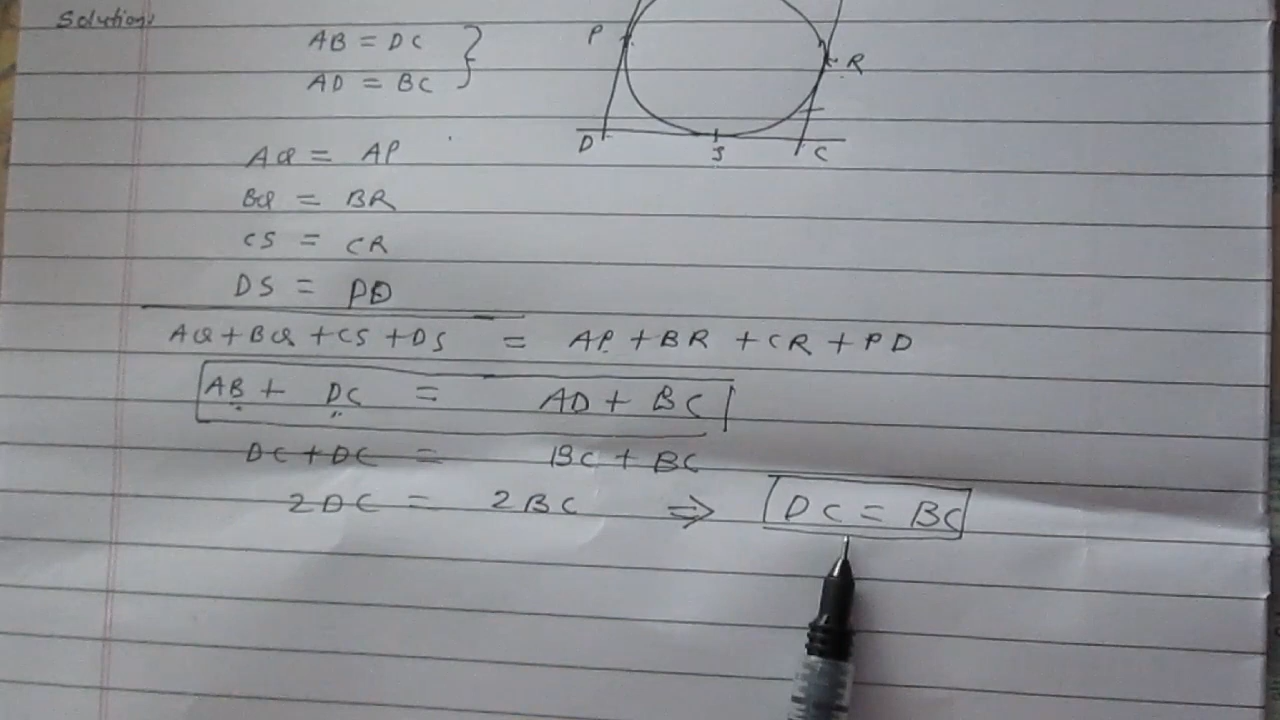 Solution:
AB = DC
AD = BC
P
R
D
S
C
AQ = AP
BQ = BR
CS = CR
DS = PD
AQ + BQ + CS + DS = AP + BR + CR + PD
AB + DC = AD + BC
DC + DC = BC + BC
2DC = 2BC ⇒ DC = BC